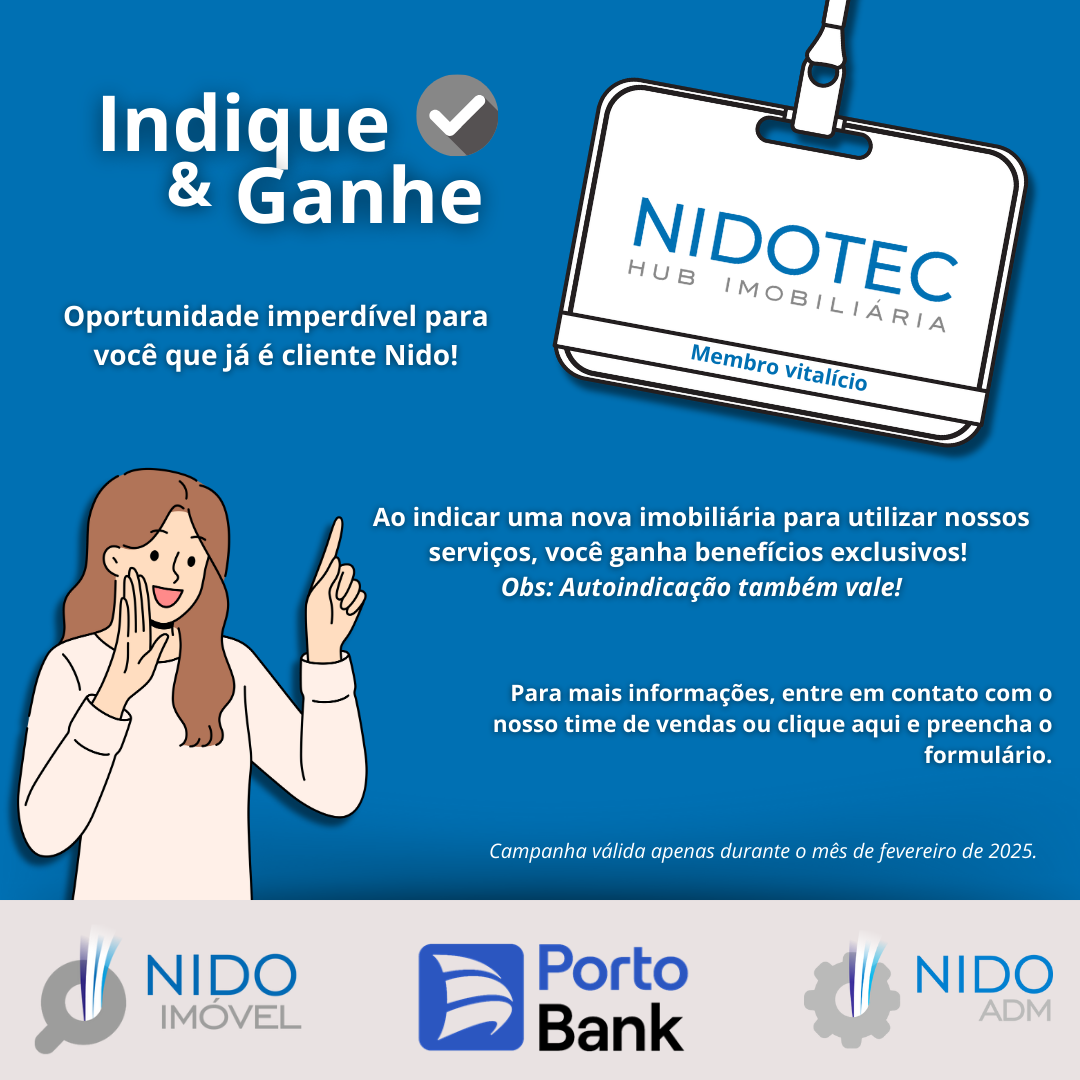 Indique
& Ganhe
NIDOTEC
HUB IMOBILIÁRIA
Membro vitalício
Oportunidade imperdível para
você que já é cliente Nido!
Ao indicar uma nova imobiliária para utilizar nossos
serviços, você ganha benefícios exclusivos!
Obs: Autoindicação também vale!
Para mais informações, entre em contato com o
nosso time de vendas ou clique aqui e preencha o
formulário.
Campanha válida apenas durante o mês de fevereiro de 2025.
NIDO
IMÓVEL
Porto
Bank
NIDO
ADM